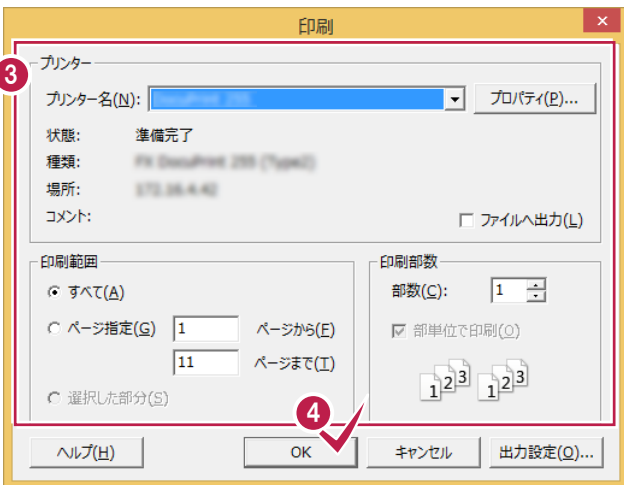 印刷
×
3
プリンター
プリンター名(N):
プロパティ(P)...
状態: 準備完了
種類:
場所:
コメント:
ファイルへ出力(L)
印刷範囲
すべて(A)
ページ指定(G) 1 ページから(F)
11 ページまで(T)
選択した部分(S)
印刷部数
部数(C): 1
部単位で印刷(O)
1 2 3 1 2 3
4
ヘルプ(H) OK キャンセル 出力設定(O)...